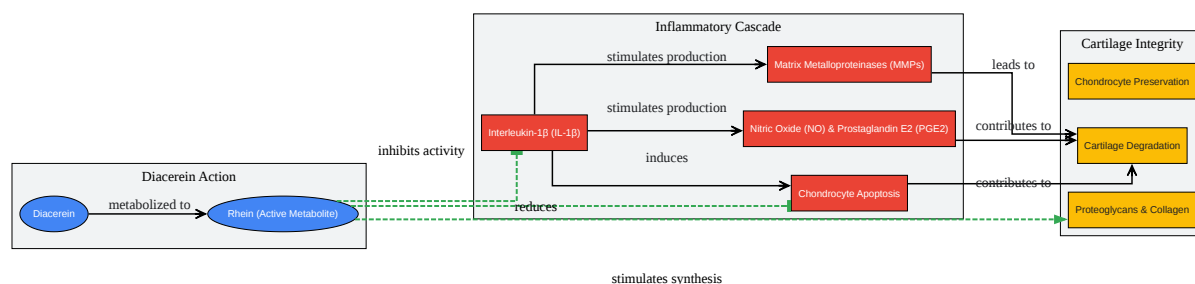 Inflammatory Cascade
Cartilage Integrity
stimulates production
Matrix Metalloproteinases (MMPs)
leads to
Chondrocyte Preservation
stimulates production
Interleukin-1β (IL-1β)
Nitric Oxide (NO) & Prostaglandin E2 (PGE2)
contributes to
Cartilage Degradation
inhibits activity
induces
Diacerein Action
Chondrocyte Apoptosis
contributes to
Diacerein
metabolized to
Rhein (Active Metabolite)
reduces
Proteoglycans & Collagen
stimulates synthesis